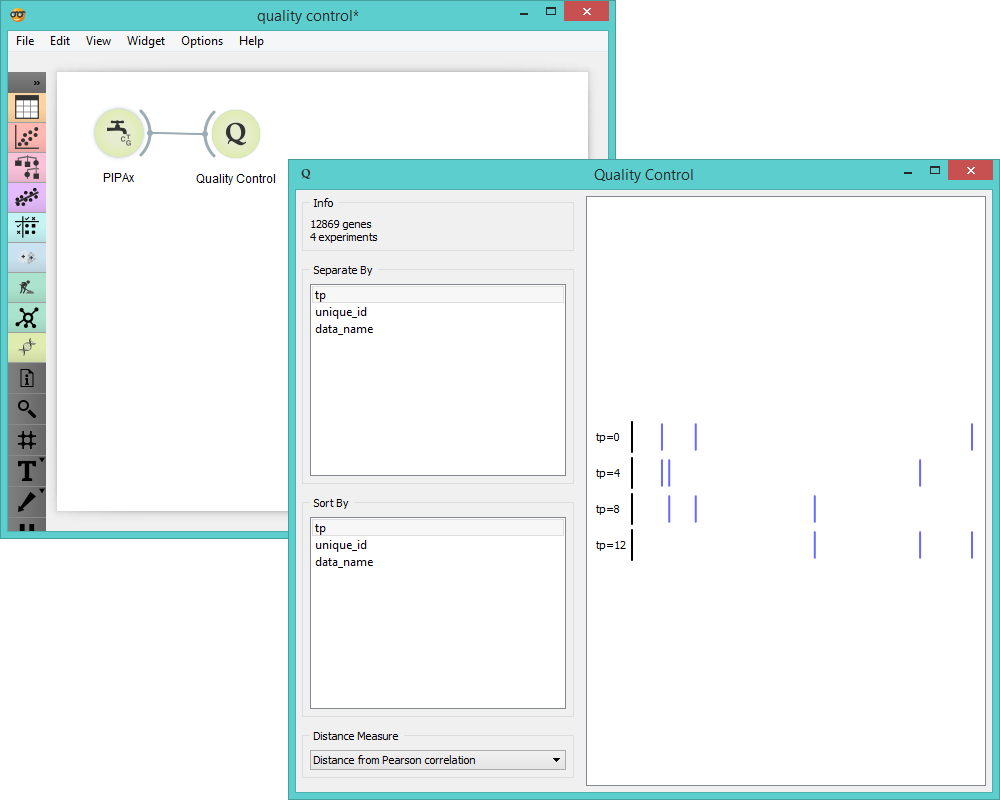 quality control*
File Edit View Widget Options Help
»
C T G
PIPAx
Q
Quality Control
T
Q
Quality Control
Info
12869 genes
4 experiments
Separate By
tp
unique_id
data_name
Sort By
tp
unique_id
data_name
Distance Measure
Distance from Pearson correlation
tp=0
tp=4
tp=8
tp=12